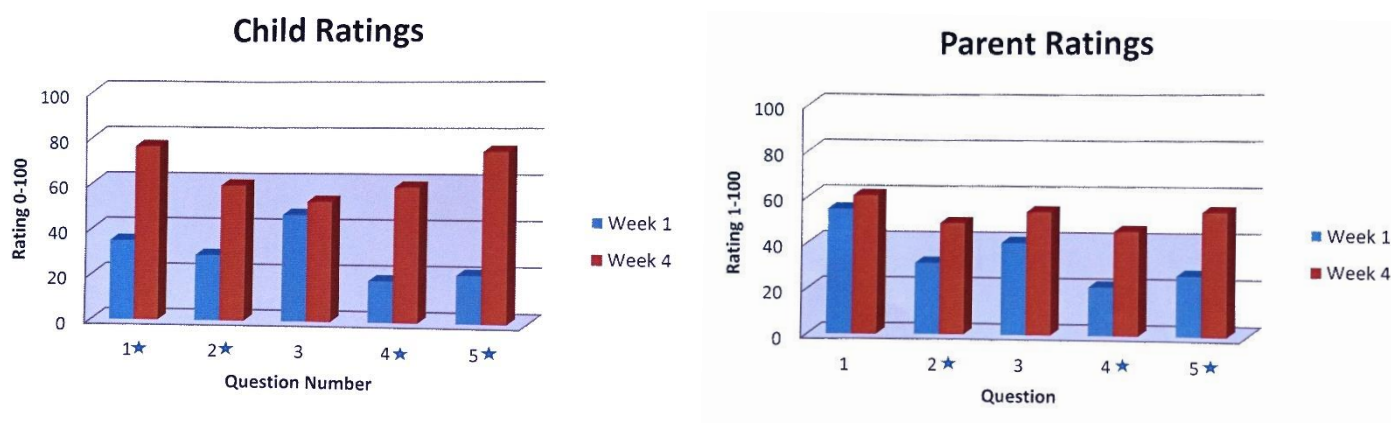 Child Ratings
100
80
60
40
20
0
Rating 0-100
1★ 2★ 3 4★ 5★
Question Number
Week 1
Week 4
Parent Ratings
100
80
60
40
20
0
Rating 1-100
1 2★ 3 4★ 5★
Question
Week 1
Week 4